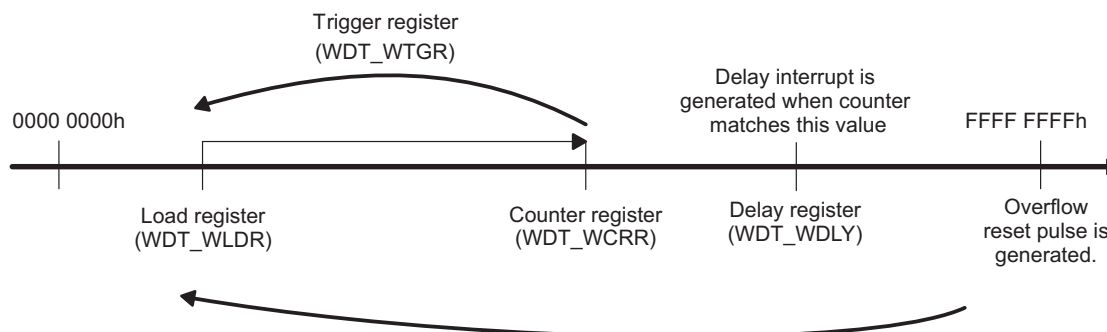 Trigger register
(WDT_WTGR)
Delay interrupt is
generated when counter
matches this value
0000 0000h
FFFF FFFFh
Load register
(WDT_WLDR)
Counter register
(WDT_WCRR)
Delay register
(WDT_WDLY)
Overflow
reset pulse is
generated.